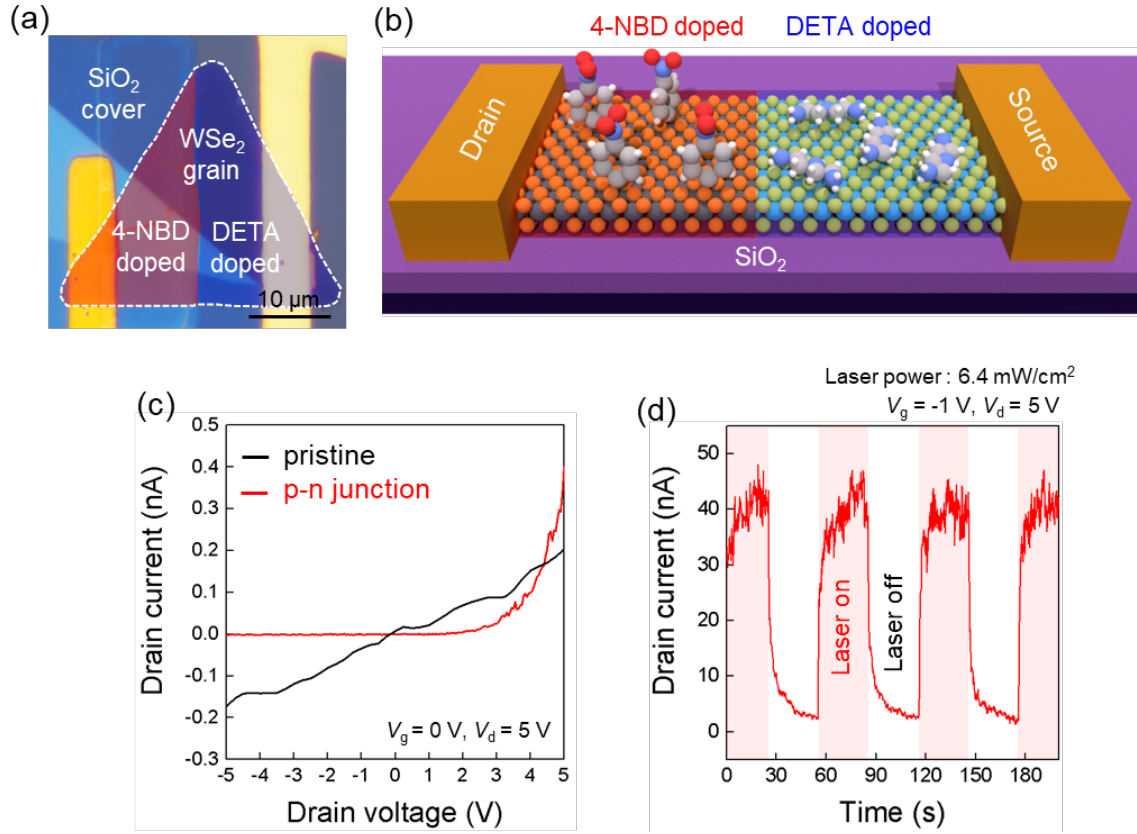 (a)
SiO2
cover
WSe2
grain
4-NBD
doped
DETA
doped
10 μm
(b)
4-NBD doped
DETA doped
Drain
Source
SiO2
(c)
pristine
p-n junction
Vg = 0 V, Vd = 5 V
Drain current (nA)
0.5
0.4
0.3
0.2
0.1
0.0
-0.1
-0.2
-0.3
-5 -4 -3 -2 -1 0 1 2 3 4 5
Drain voltage (V)
(d)
Laser power : 6.4 mW/cm2
Vg = -1 V, Vd = 5 V
Drain current (nA)
50
40
30
20
10
0
Laser on
Laser off
0 30 60 90 120 150 180
Time (s)